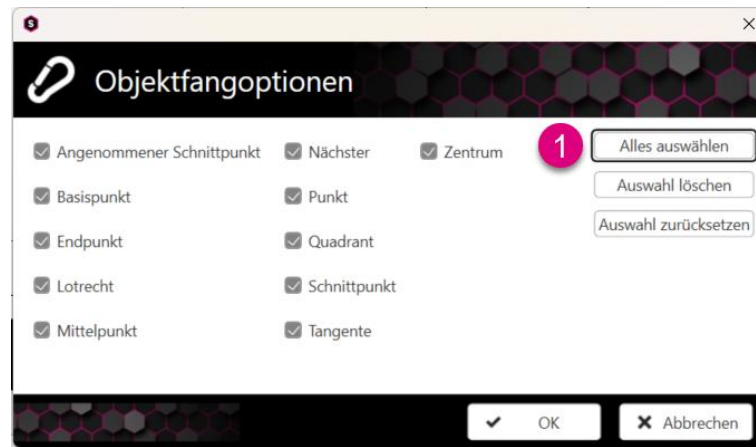 S
Objektfangoptionen
Angenommener Schnittpunkt
Nächster
Zentrum
1
Alles auswählen
Basispunkt
Punkt
Auswahl löschen
Endpunkt
Quadrant
Auswahl zurücksetzen
Lotrecht
Schnittpunkt
Mittelpunkt
Tangente
OK
Abbrechen